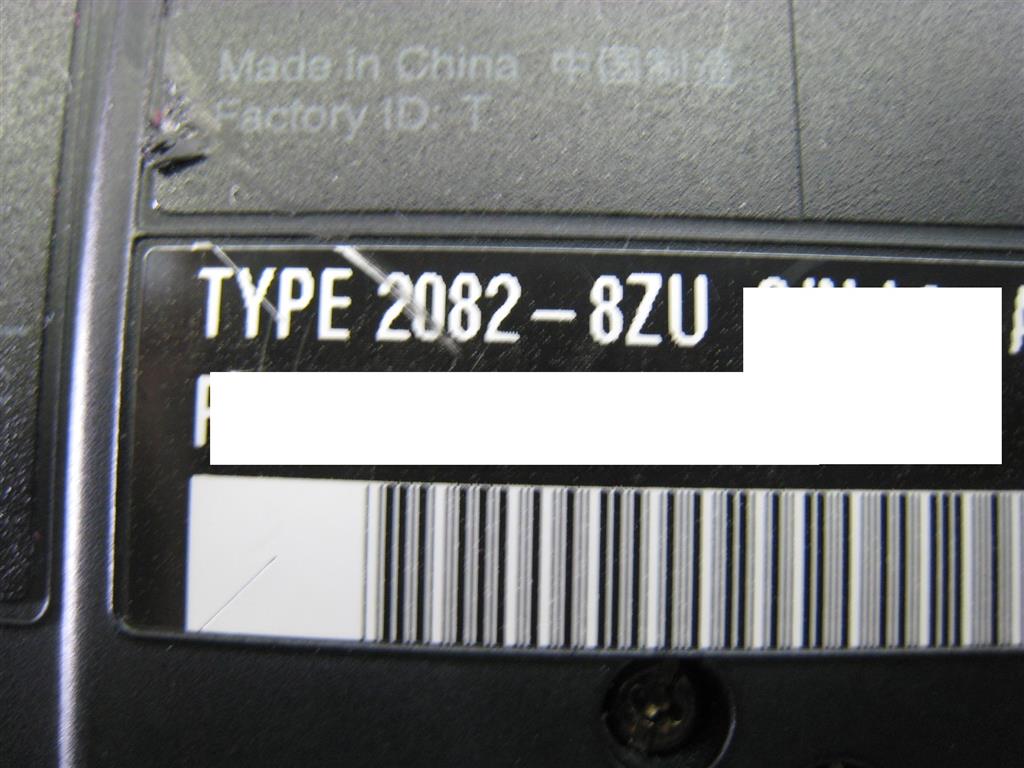 Made in China 中国制造
Factory ID: T
TYPE 2082-8ZU